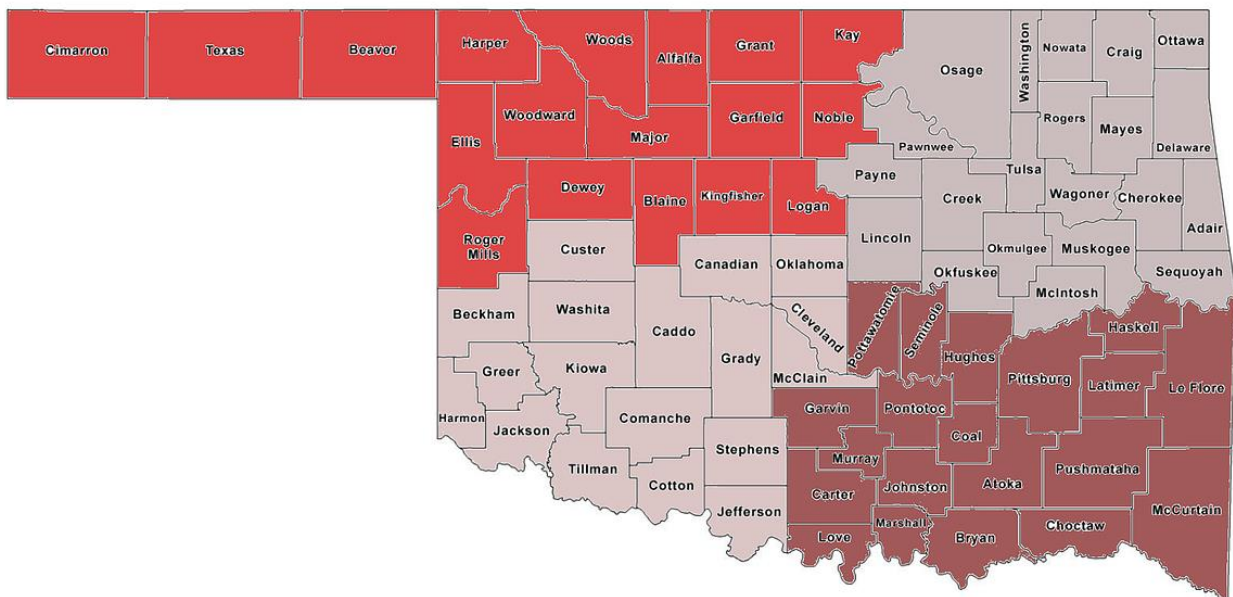 Cimarron
Texas
Beaver
Harper
Woods
Alfalfa
Grant
Kay
Osage
Washington
Nowata
Craig
Ottawa
Ellis
Woodward
Major
Garfield
Noble
Pawnwee
Rogers
Mayes
Delaware
Dewey
Blaine
Kingfisher
Logan
Payne
Creek
Tulsa
Wagoner
Cherokee
Adair
Roger
Mills
Custer
Canadian
Oklahoma
Lincoln
Okmulgee
Muskogee
Okfuskee
McIntosh
Sequoyah
Beckham
Washita
Caddo
Grady
Cleveland
McClain
Pottawatomie
Seminole
Hughes
Pittsburg
Haskell
Latimer
Le Flore
Greer
Kiowa
Harmon
Jackson
Comanche
Stephens
Garvin
Pontotoc
Coal
Tillman
Cotton
Jefferson
Murray
Carter
Johnston
Atoka
Pushmataha
McCurtain
Love
Marshall
Bryan
Choctaw